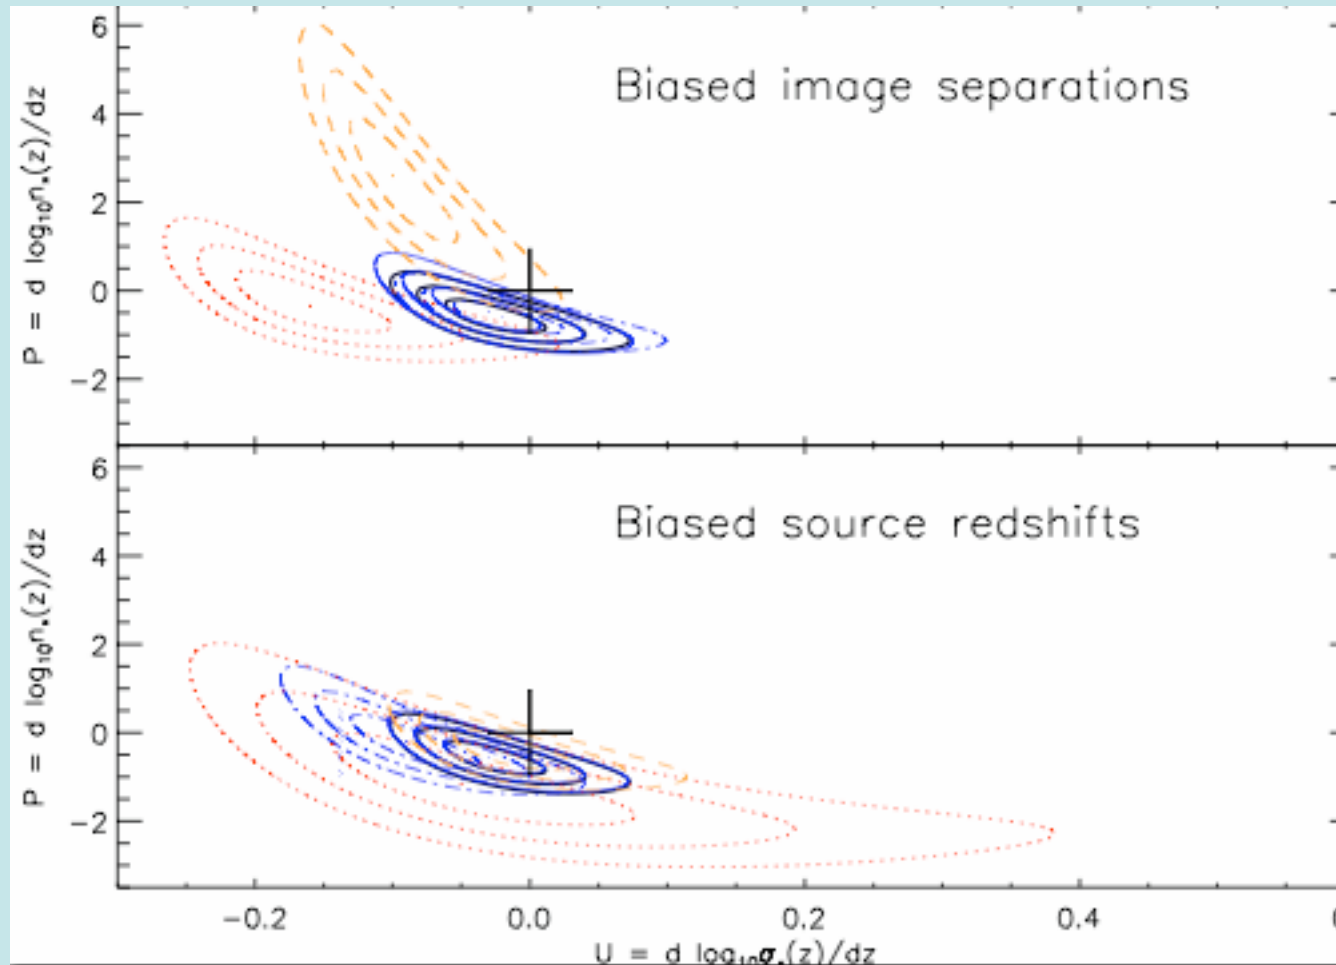 6
4
2
0
−2
P = d log₁₀n*(z)/dz
Biased image separations
6
4
2
0
−2
P = d log₁₀n*(z)/dz
Biased source redshifts
−0.2 0.0 0.2 0.4
U = d log₁₀σ*(z)/dz